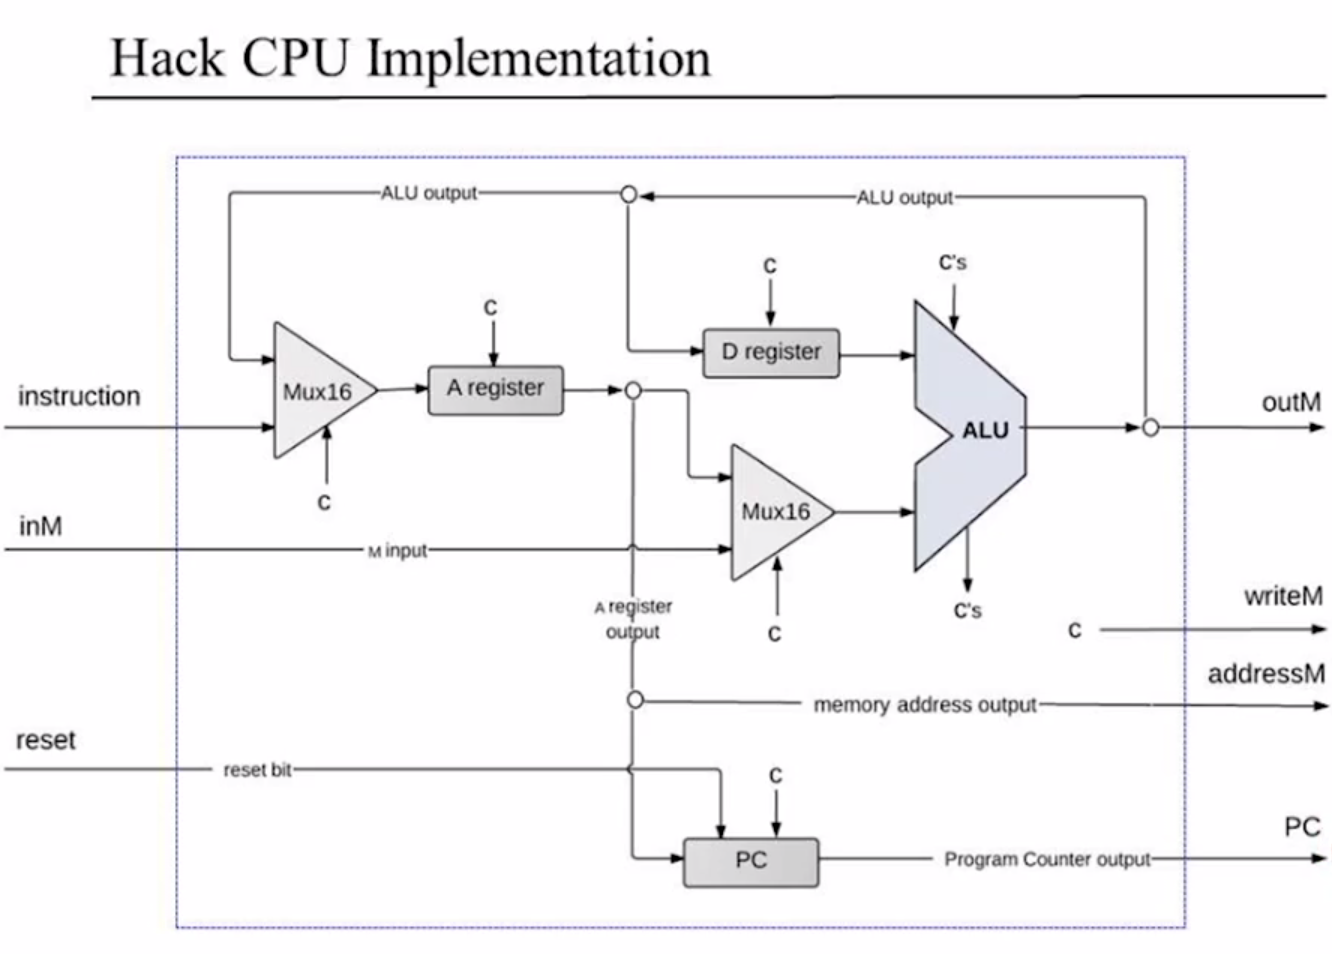 Hack CPU Implementation
ALU output
ALU output
C
C's
C
D register
Mux16
A register
instruction
outM
ALU
C
Mux16
inM
M input
A register
output
C
C's
writeM
C
addressM
memory address output
reset
reset bit
C
PC
PC
Program Counter output